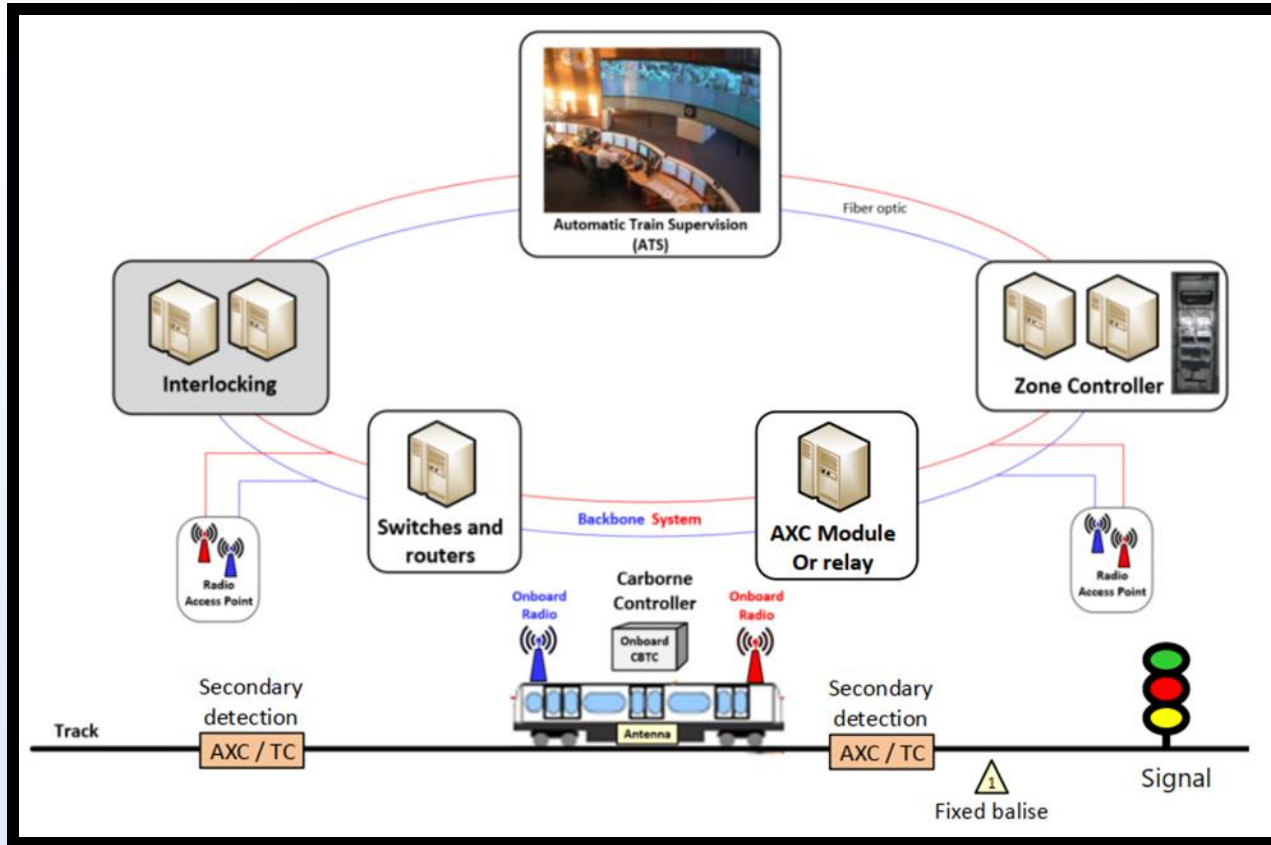 Automatic Train Supervision
(ATS)
Fiber optic
Interlocking
Zone Controller
Switches and
routers
Backbone System
AXC Module
Or relay
Radio
Access Point
Radio
Access Point
Carborne
Controller
Onboard
Radio
Onboard
CBTC
Onboard
Radio
Secondary
detection
AXC / TC
Secondary
detection
AXC / TC
Track
Antenna
1
Fixed balise
Signal